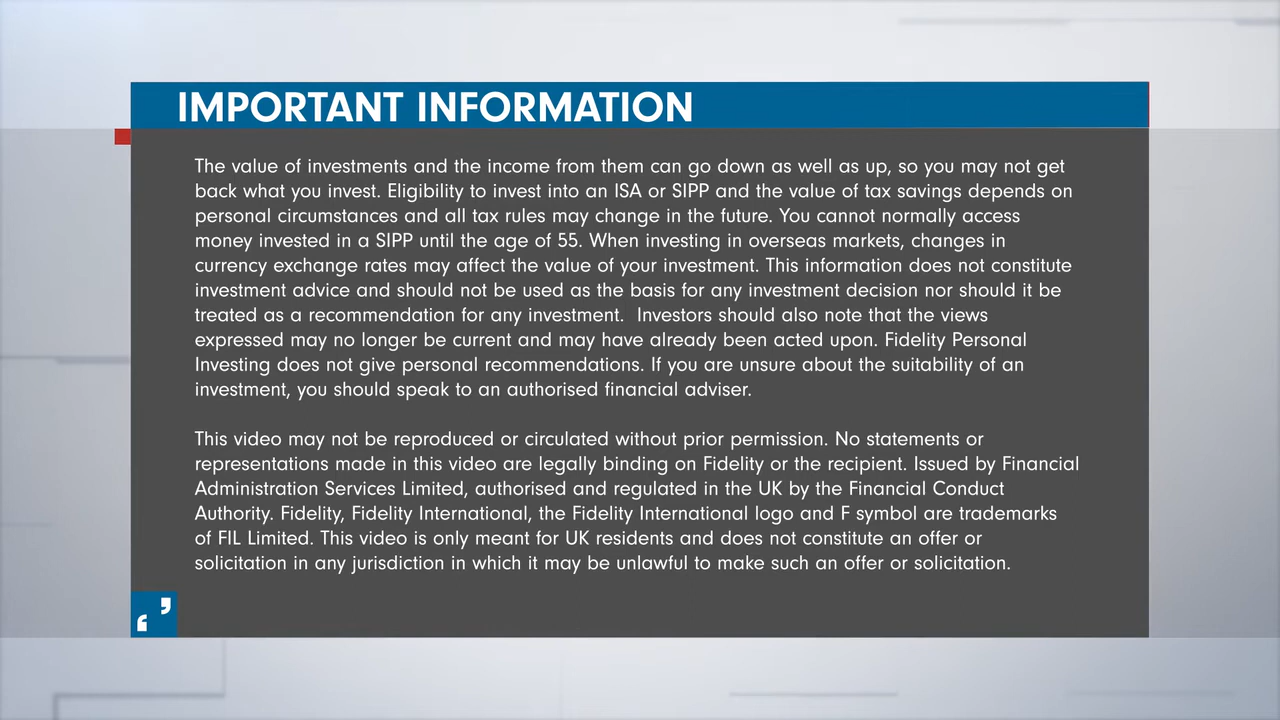 IMPORTANT INFORMATION
The value of investments and the income from them can go down as well as up, so you may not get
back what you invest. Eligibility to invest into an ISA or SIPP and the value of tax savings depends on
personal circumstances and all tax rules may change in the future. You cannot normally access
money invested in a SIPP until the age of 55. When investing in overseas markets, changes in
currency exchange rates may affect the value of your investment. This information does not constitute
investment advice and should not be used as the basis for any investment decision nor should it be
treated as a recommendation for any investment.  Investors should also note that the views
expressed may no longer be current and may have already been acted upon. Fidelity Personal
Investing does not give personal recommendations. If you are unsure about the suitability of an
investment, you should speak to an authorised financial adviser.
This video may not be reproduced or circulated without prior permission. No statements or
representations made in this video are legally binding on Fidelity or the recipient. Issued by Financial
Administration Services Limited, authorised and regulated in the UK by the Financial Conduct
Authority. Fidelity, Fidelity International, the Fidelity International logo and F symbol are trademarks
of FIL Limited. This video is only meant for UK residents and does not constitute an offer or
solicitation in any jurisdiction in which it may be unlawful to make such an offer or solicitation.